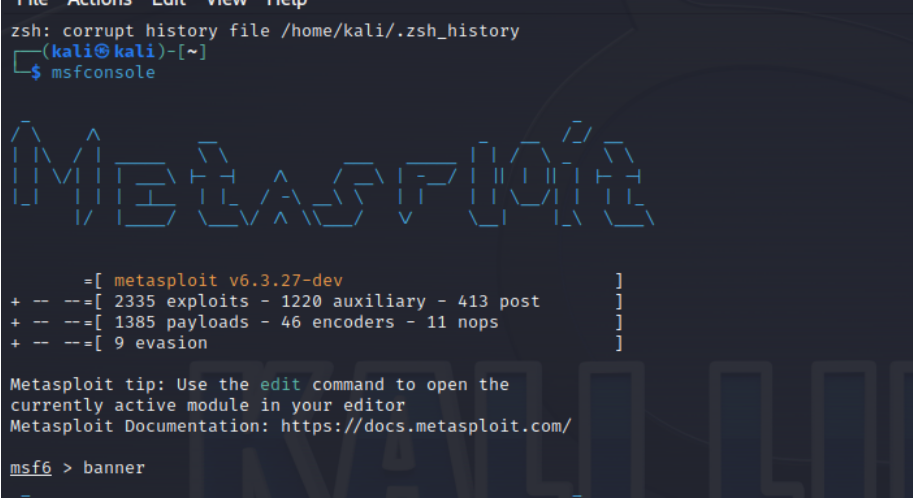 File Actions Edit View Help
zsh: corrupt history file /home/kali/.zsh_history
┌──(kali㉿kali)-[~]
└─$ msfconsole
Metasploit
=[ metasploit v6.3.27-dev ]
+ -- --=[ 2335 exploits - 1220 auxiliary - 413 post ]
+ -- --=[ 1385 payloads - 46 encoders - 11 nops ]
+ -- --=[ 9 evasion ]
Metasploit tip: Use the edit command to open the
currently active module in your editor
Metasploit Documentation: https://docs.metasploit.com/
msf6 > banner
KALI LI